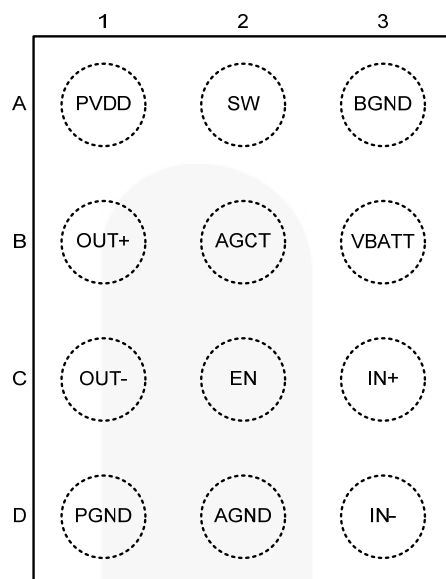 1 2 3
A PVDD SW BGND
B OUT+ AGCT VBATT
C OUT- EN IN+
D PGND AGND IN-